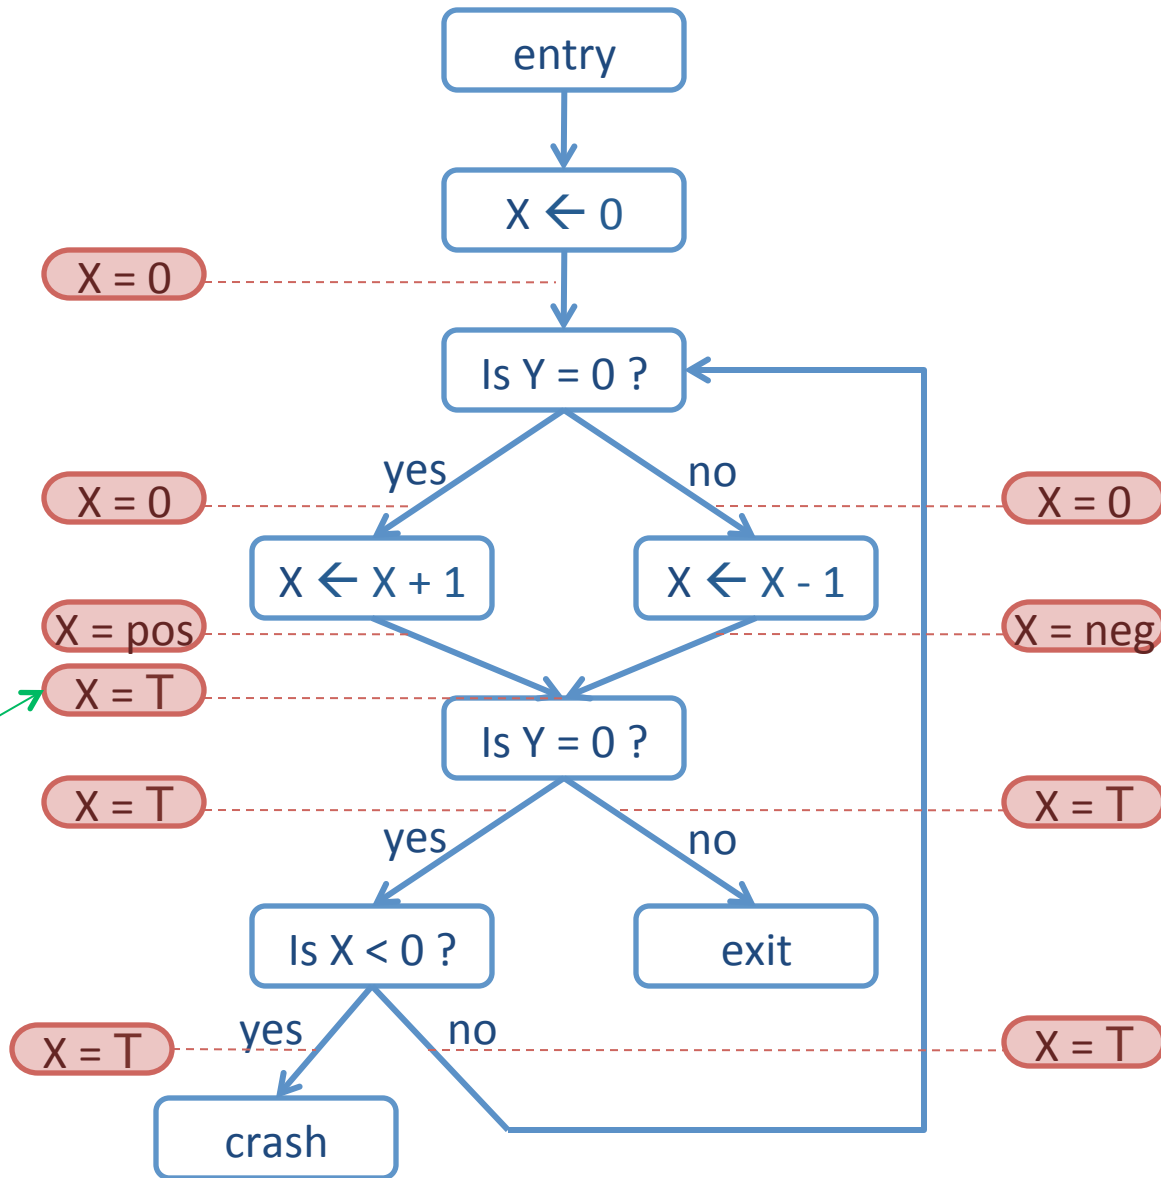 entry
X ← 0
X = 0
Is Y = 0 ?
yes
no
X = 0
X = 0
X ← X + 1
X ← X - 1
X = pos
X = neg
X = T
Is Y = 0 ?
X = T
X = T
yes
no
Is X < 0 ?
exit
yes
no
X = T
X = T
crash